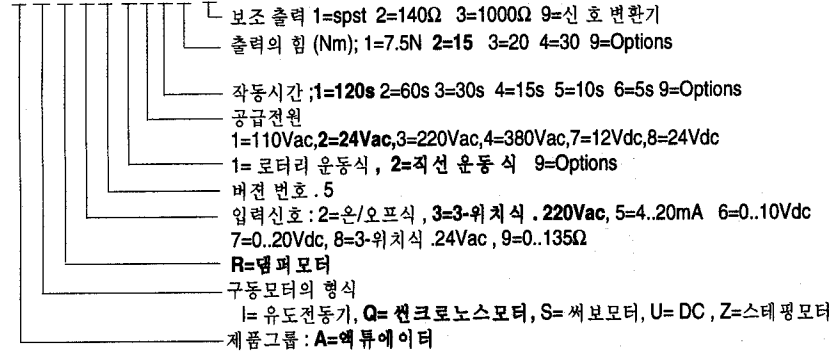 보조 출력 1=spst 2=140Ω 3=1000Ω 9=신 호 변환기
출력의 힘 (Nm); 1=7.5N 2=15 3=20 4=30 9=Options
작동시간 ;1=120s 2=60s 3=30s 4=15s 5=10s 6=5s 9=Options
공급전원
1=110Vac,2=24Vac,3=220Vac,4=380Vac,7=12Vdc,8=24Vdc
1= 로터리 운동식 , 2=직선 운동 식 9=Options
버젼 번호 . 5
입력신호 : 2=온/오프식 , 3=3-위치식 . 220Vac, 5=4..20mA 6=0..10Vdc
7=0..20Vdc, 8=3-위치식 .24Vac , 9=0..135Ω
R=댐퍼모터
구동모터의 형식
I= 유도전동기, Q= 씬크로노스모터, S= 써보모터, U= DC , Z=스테핑모터
제품그룹 : A=액튜에이터